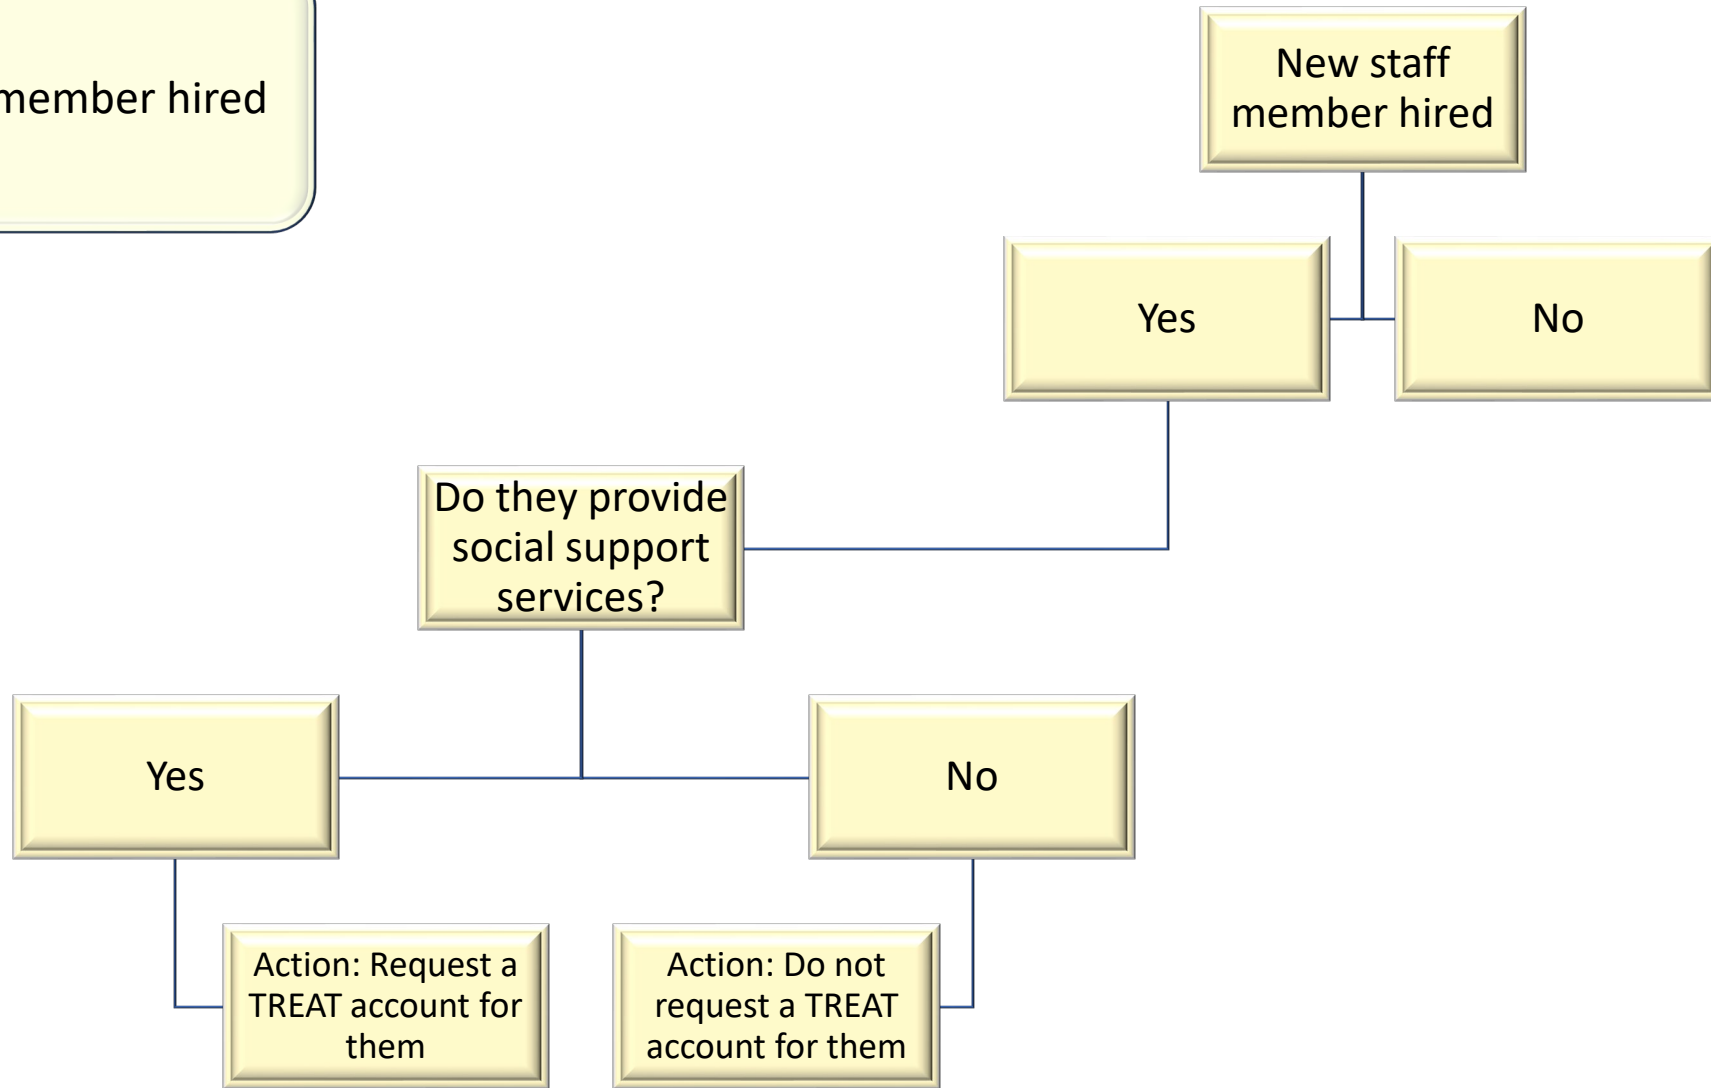 member hired
New staff
member hired
Yes
No
Do they provide
social support
services?
Yes
No
Action: Request a
TREAT account for
them
Action: Do not
request a TREAT
account for them